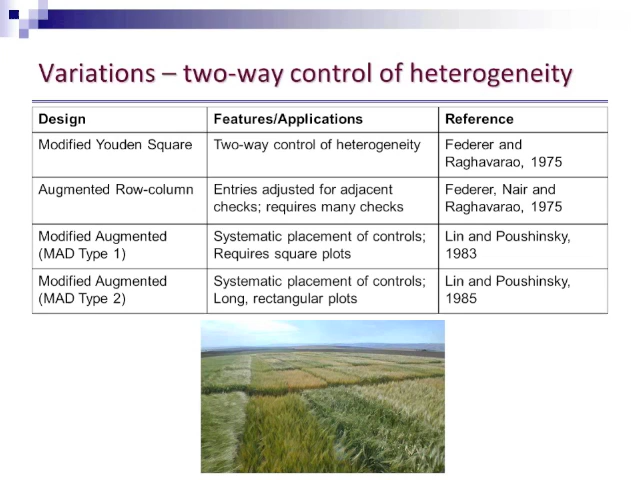 Variations – two-way control of heterogeneity
Design Features/Applications Reference
Modified Youden Square Two-way control of heterogeneity Federer and
Raghavarao, 1975
Augmented Row-column Entries adjusted for adjacent Federer, Nair and
checks; requires many checks Raghavarao, 1975
Modified Augmented Systematic placement of controls; Lin and Poushinsky,
(MAD Type 1) Requires square plots 1983
Modified Augmented Systematic placement of controls; Lin and Poushinsky,
(MAD Type 2) Long, rectangular plots 1985